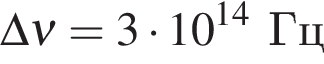 Δν = 3 · 10¹⁴ Гц